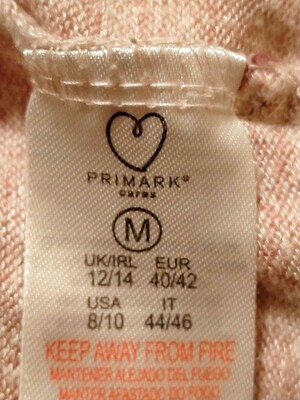 PRIMARK®
cares
M
UK/IRL EUR
12/14 40/42
USA IT
8/10 44/46
KEEP AWAY FROM FIRE
MANTENER ALEJADO DEL FUEGO
MANTER AFASTADO DO FOGO